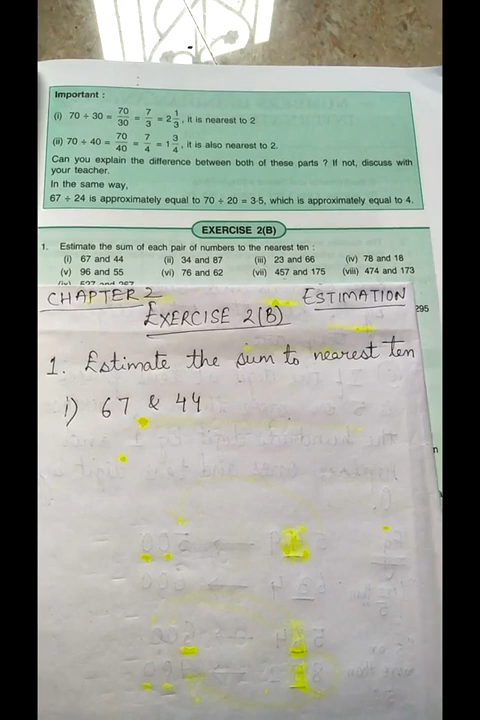 Important :
(i) 70 ÷ 30 = 70/30 = 7/3 = 2 1/3, it is nearest to 2
(ii) 70 ÷ 40 = 70/40 = 7/4 = 1 3/4, it is also nearest to 2.
Can you explain the difference between both of these parts ? If not, discuss with
your teacher.
In the same way,
67 ÷ 24 is approximately equal to 70 ÷ 20 = 3·5, which is approximately equal to 4.
EXERCISE 2(B)
1. Estimate the sum of each pair of numbers to the nearest ten :
(i) 67 and 44 (ii) 34 and 87 (iii) 23 and 66 (iv) 78 and 18
(v) 96 and 55 (vi) 76 and 62 (vii) 457 and 175 (viii) 474 and 173
295
CHAPTER 2 ESTIMATION
EXERCISE 2(B)
1. Estimate the sum to nearest ten
i) 67 & 44